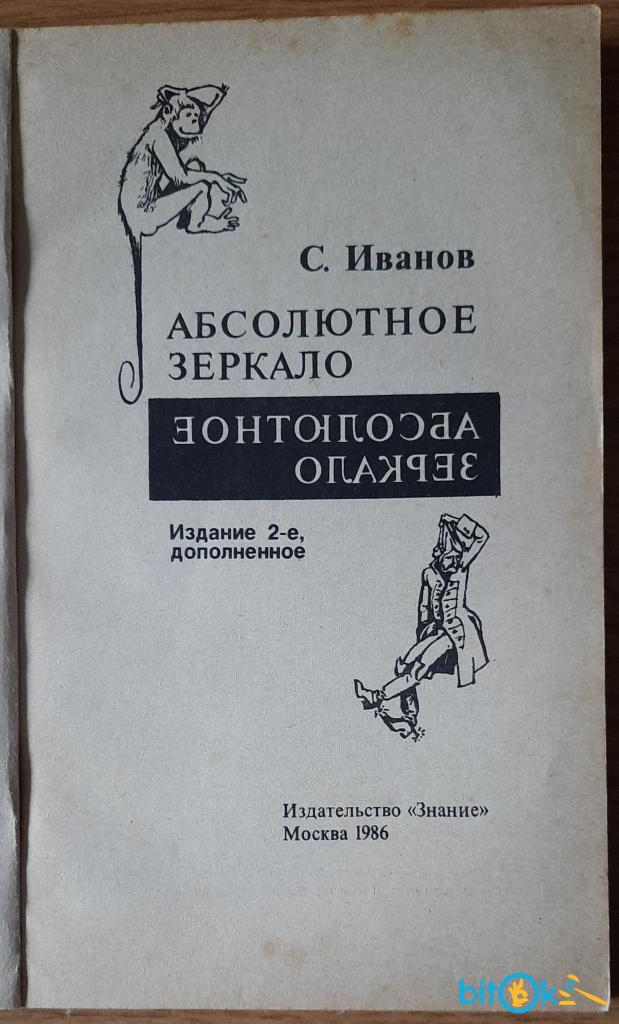 С. Иванов
АБСОЛЮТНОЕ
ЗЕРКАЛО
АБСОЛЮТНОЕ
ЗЕРКАЛО
Издание 2-е,
дополненное
Издательство «Знание»
Москва 1986
bitOk